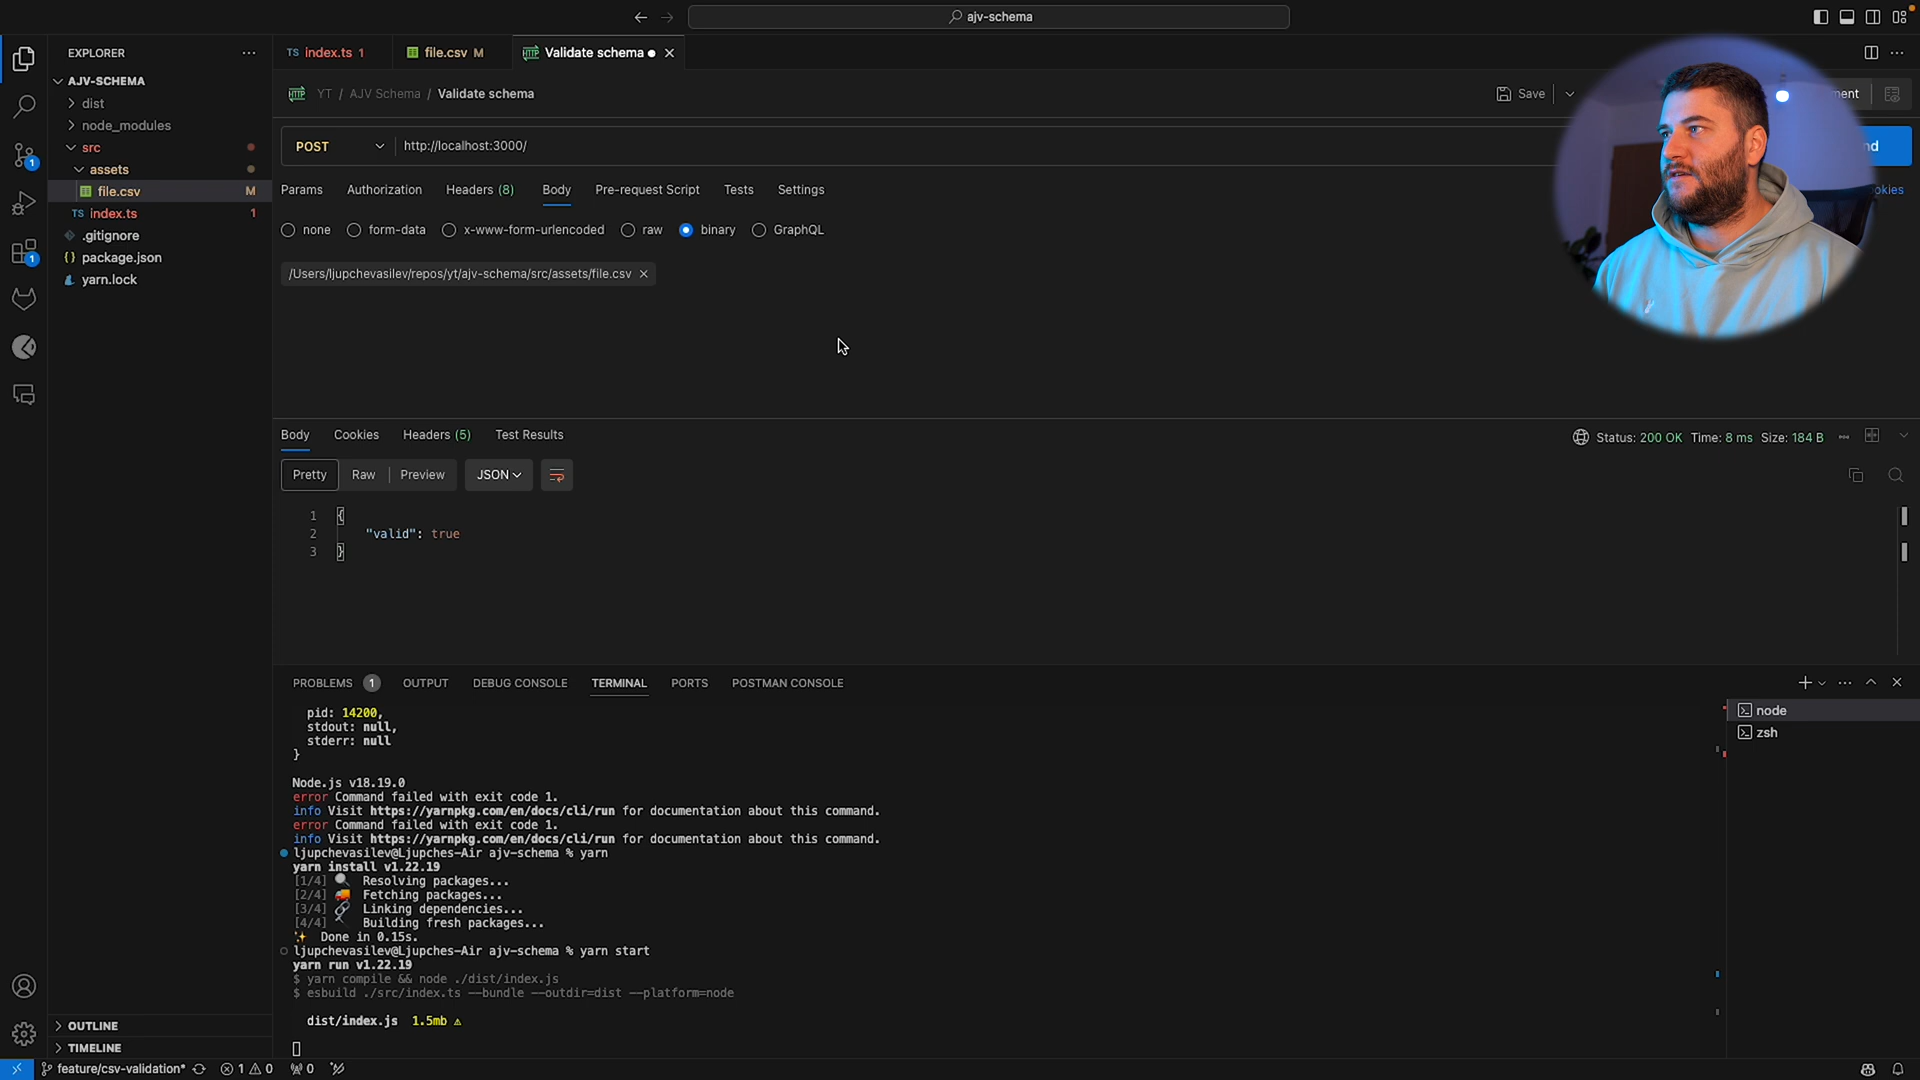 ajv-schema
EXPLORER
AJV-SCHEMA
dist
node_modules
src
assets
file.csv M
TS index.ts 1
.gitignore
{} package.json
yarn.lock
OUTLINE
TIMELINE
TS index.ts 1
file.csv M
HTTP Validate schema
HTTP YT / AJV Schema / Validate schema
Save
POST http://localhost:3000/
Params Authorization Headers (8) Body Pre-request Script Tests Settings
none form-data x-www-form-urlencoded raw binary GraphQL
/Users/ljupchevasilev/repos/yt/ajv-schema/src/assets/file.csv
Body Cookies Headers (5) Test Results
Status: 200 OK Time: 8 ms Size: 184 B
Pretty Raw Preview JSON
1 {
2 "valid": true
3 }
PROBLEMS 1 OUTPUT DEBUG CONSOLE TERMINAL PORTS POSTMAN CONSOLE
pid: 14200,
stdout: null,
stderr: null
}
Node.js v18.19.0
error Command failed with exit code 1.
info Visit https://yarnpkg.com/en/docs/cli/run for documentation about this command.
error Command failed with exit code 1.
info Visit https://yarnpkg.com/en/docs/cli/run for documentation about this command.
ljupchevasilev@Ljupches-Air ajv-schema % yarn
yarn install v1.22.19
[1/4] 🔍 Resolving packages...
[2/4] 🚚 Fetching packages...
[3/4] 🔗 Linking dependencies...
[4/4] 🔨 Building fresh packages...
✨ Done in 0.15s.
ljupchevasilev@Ljupches-Air ajv-schema % yarn start
yarn run v1.22.19
$ yarn compile && node ./dist/index.js
$ esbuild ./src/index.ts --bundle --outdir=dist --platform=node
dist/index.js 1.5mb ⚠
node
zsh
1
1
feature/csv-validation* 1 0 0